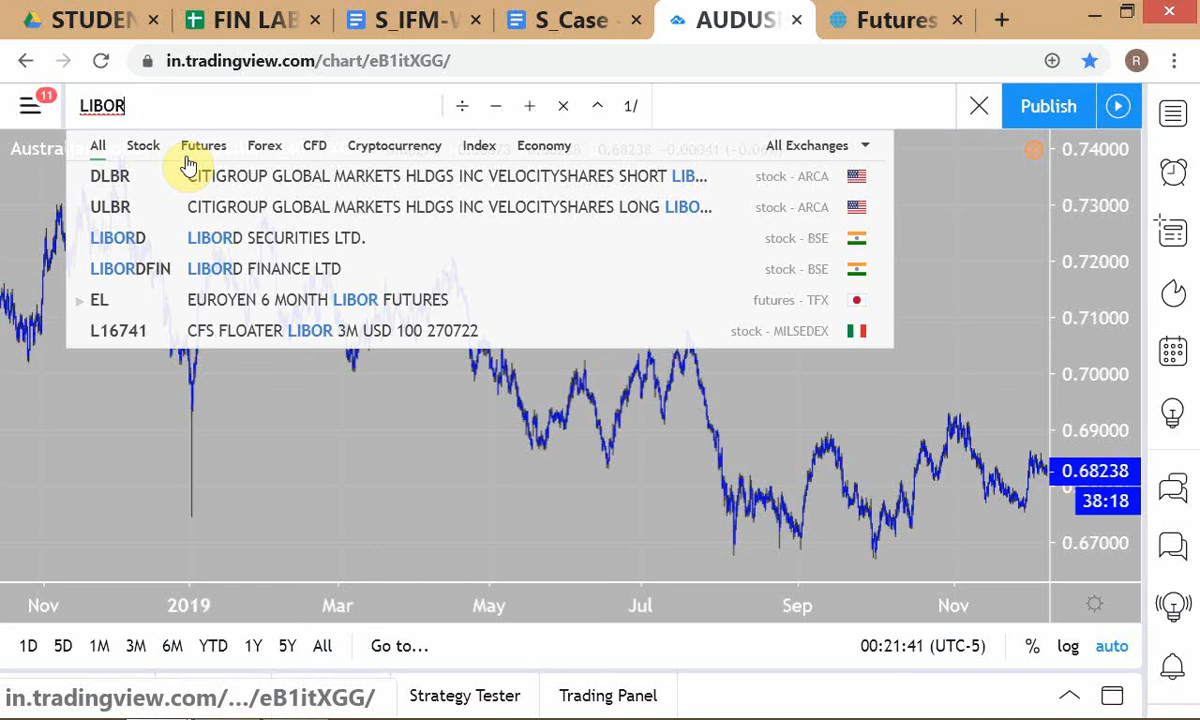 STUDEN
FIN LAB
S_IFM-V
S_Case
AUDUS
Futures
in.tradingview.com/chart/eB1itXGG/
R
11
LIBOR
÷ − + × ^ 1/
Publish
All Stock Futures Forex CFD Cryptocurrency Index Economy All Exchanges
Austral
DLBR CITIGROUP GLOBAL MARKETS HLDGS INC VELOCITYSHARES SHORT LIB... stock - ARCA
ULBR CITIGROUP GLOBAL MARKETS HLDGS INC VELOCITYSHARES LONG LIBO... stock - ARCA
LIBORD LIBORD SECURITIES LTD. stock - BSE
LIBORDFIN LIBORD FINANCE LTD stock - BSE
EL EUROYEN 6 MONTH LIBOR FUTURES futures - TFX
L16741 CFS FLOATER LIBOR 3M USD 100 270722 stock - MILSEDEX
0.74000
0.73000
0.72000
0.71000
0.70000
0.69000
0.68238
38:18
0.67000
Nov 2019 Mar May Jul Sep Nov
1D 5D 1M 3M 6M YTD 1Y 5Y All Go to... 00:21:41 (UTC-5) % log auto
in.tradingview.com/.../eB1itXGG/
Strategy Tester
Trading Panel